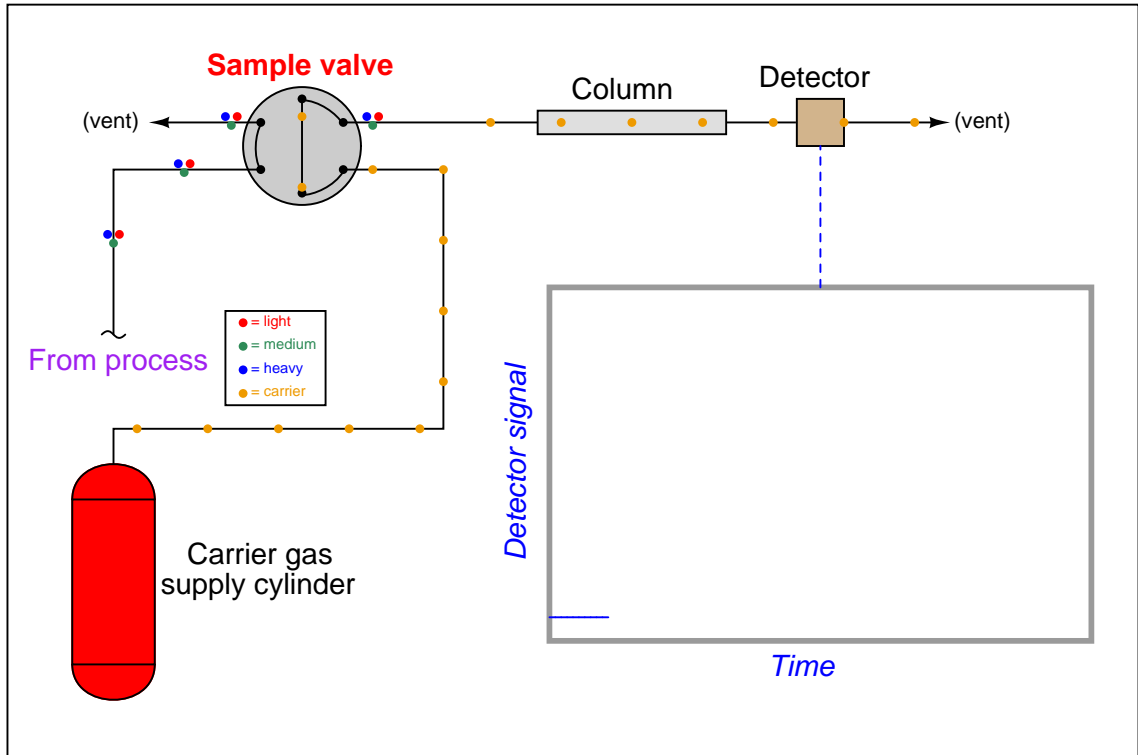 Sample valve
Column
Detector
(vent)
(vent)
= light
= medium
= heavy
= carrier
From process
Detector signal
Carrier gas
supply cylinder
Time